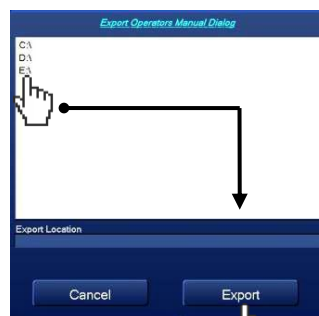 Export Operators Manual Dialog
C:\
D:\
E:\
Export Location
Cancel Export